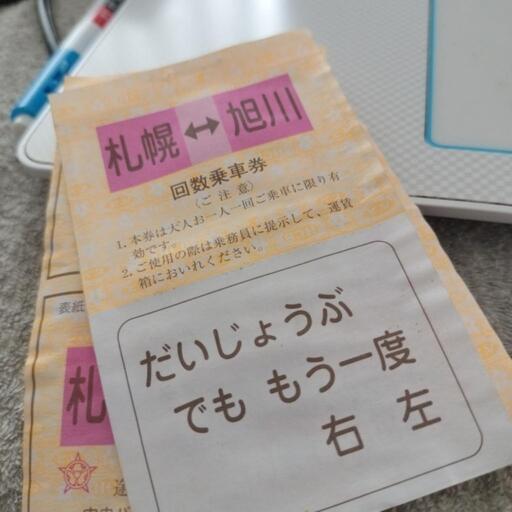 札幌↔旭川
回数乗車券
〈ご注意〉
1. 本券は大人お一人一回ご乗車に限り有
効です。
2. ご使用の際は乗務員に提示して、運賃
箱においれください。
だいじょうぶ
でも もう一度
右 左
表紙
札